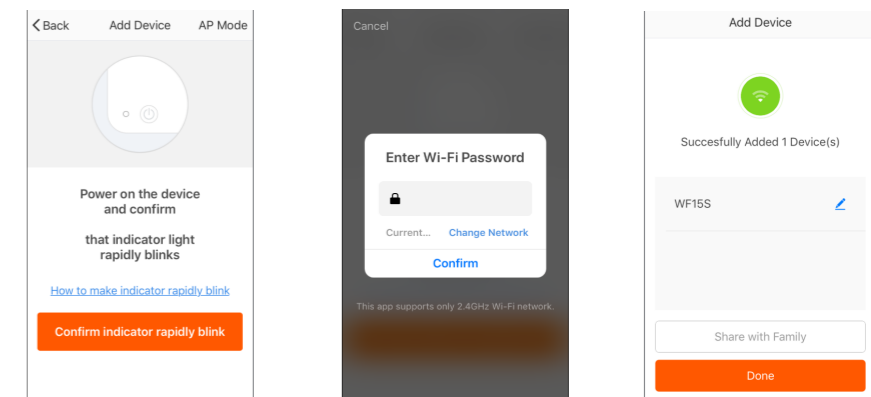 Back Add Device AP Mode
Power on the device
and confirm
that indicator light
rapidly blinks
How to make indicator rapidly blink
Confirm indicator rapidly blink
Cancel
Enter Wi-Fi Password
Current... Change Network
Confirm
This app supports only 2.4GHz Wi-Fi network.
Add Device
Succesfully Added 1 Device(s)
WF15S
Share with Family
Done